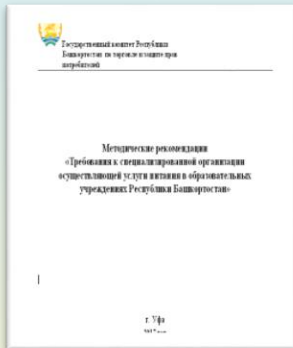 Государственный комитет Республики
Башкортостан по торговле и защите прав
потребителей
Методические рекомендации
«Требования к специализированной организации
осуществляющей услуги питания в образовательных
учреждениях Республики Башкортостан»
г. Уфа